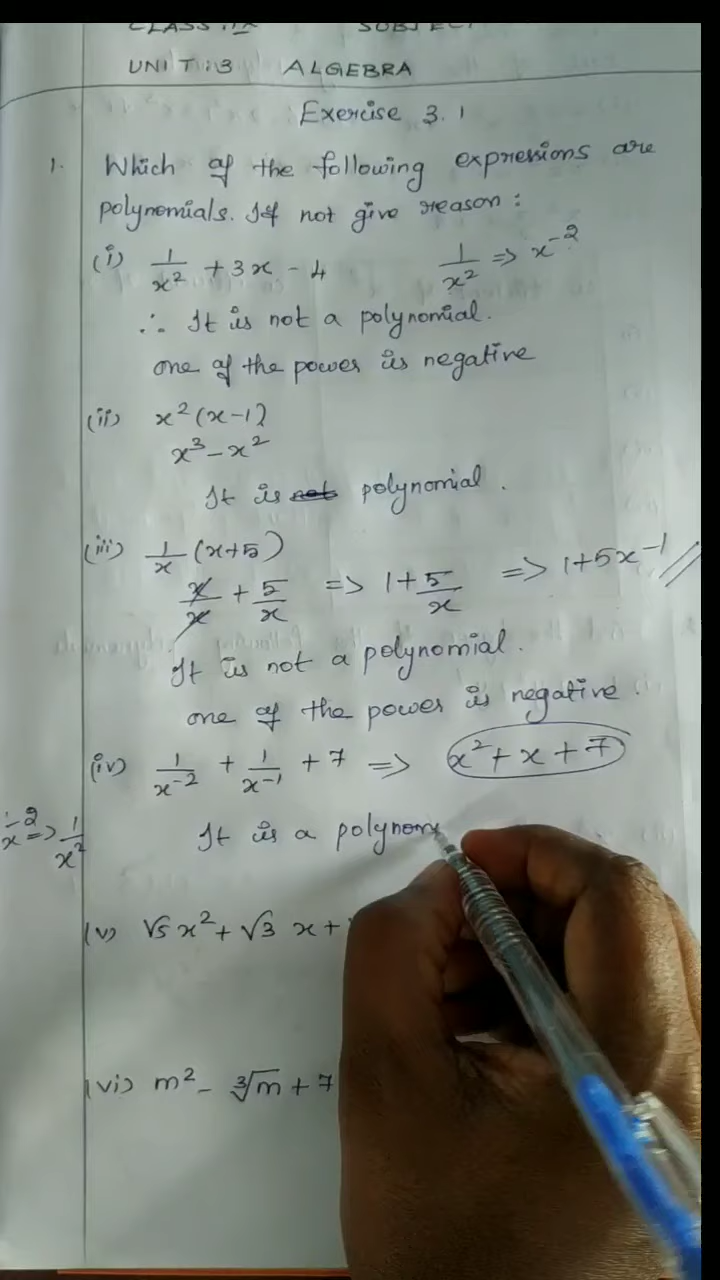 UNIT: 3 ALGEBRA
Exercise 3.1
1. Which of the following expressions are
polynomials. If not give reason :
(i) 1/x² + 3x - 4 1/x² => x⁻²
∴ It is not a polynomial.
one of the power is negative
(ii) x²(x-1)
x³ - x²
It is not polynomial.
(iii) 1/x (x+5)
x/x + 5/x => 1 + 5/x => 1+5x⁻¹ //
It is not a polynomial.
one of the power is negative.
(iv) 1/x⁻² + 1/x⁻¹ + 7 => x² + x + 7
x⁻² => 1/x²
It is a polynom
(v) √5 x² + √3 x +
(vi) m² - ∛m + 7